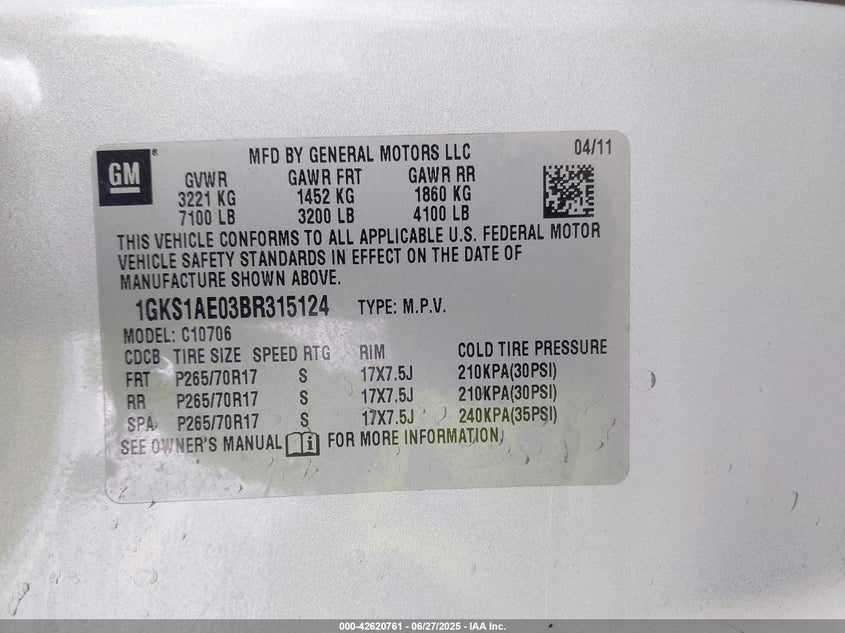 GM ® MFD BY GENERAL MOTORS LLC 04/11
GVWR GAWR FRT GAWR RR
3221 KG 1452 KG 1860 KG
7100 LB 3200 LB 4100 LB
THIS VEHICLE CONFORMS TO ALL APPLICABLE U.S. FEDERAL MOTOR
VEHICLE SAFETY STANDARDS IN EFFECT ON THE DATE OF
MANUFACTURE SHOWN ABOVE.
1GKS1AE03BR315124 TYPE: M.P.V.
MODEL: C10706
CDCB TIRE SIZE SPEED RTG RIM COLD TIRE PRESSURE
FRT P265/70R17 S 17X7.5J 210KPA(30PSI)
RR P265/70R17 S 17X7.5J 210KPA(30PSI)
SPA P265/70R17 S 17X7.5J 240KPA(35PSI)
SEE OWNER'S MANUAL FOR MORE INFORMATION.
000-42620761 - 06/27/2025 - IAA Inc.